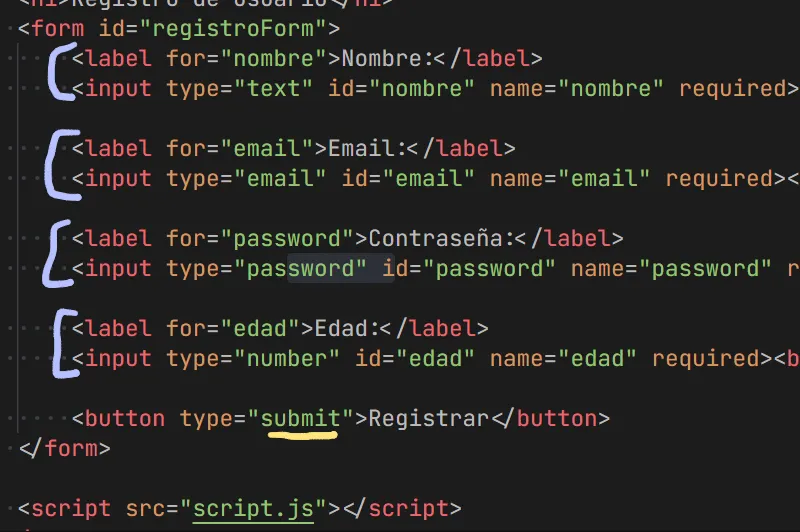 <h1>Registro de Usuario</h1>
<form id="registroForm">
<label for="nombre">Nombre:</label>
<input type="text" id="nombre" name="nombre" required>
<label for="email">Email:</label>
<input type="email" id="email" name="email" required><
<label for="password">Contraseña:</label>
<input type="password" id="password" name="password" r
<label for="edad">Edad:</label>
<input type="number" id="edad" name="edad" required><b
<button type="submit">Registrar</button>
</form>
<script src="script.js"></script>